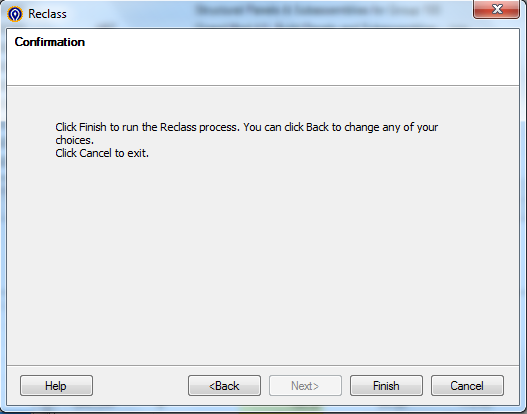 Reclass
Confirmation
Click Finish to run the Reclass process. You can click Back to change any of your
choices.
Click Cancel to exit.
Help
<Back
Next>
Finish
Cancel